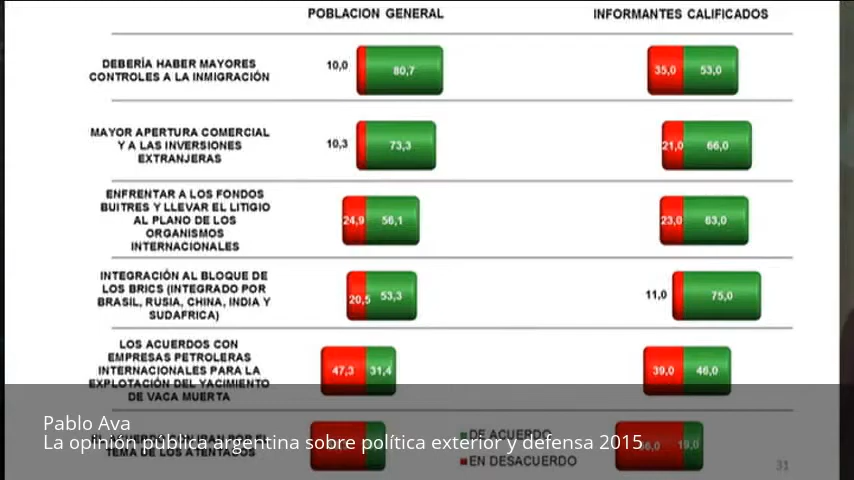 POBLACION GENERAL INFORMANTES CALIFICADOS
DEBERÍA HABER MAYORES
CONTROLES A LA INMIGRACIÓN
10,0 80,7 35,0 53,0
MAYOR APERTURA COMERCIAL
Y A LAS INVERSIONES
EXTRANJERAS
10,3 73,3 21,0 66,0
ENFRENTAR A LOS FONDOS
BUITRES Y LLEVAR EL LITIGIO
AL PLANO DE LOS
ORGANISMOS
INTERNACIONALES
24,9 56,1 23,0 63,0
INTEGRACIÓN AL BLOQUE DE
LOS BRICS (INTEGRADO POR
BRASIL, RUSIA, CHINA, INDIA Y
SUDAFRICA)
20,5 53,3 11,0 75,0
LOS ACUERDOS CON
EMPRESAS PETROLERAS
INTERNACIONALES PARA LA
EXPLOTACIÓN DEL YACIMIENTO
DE VACA MUERTA
47,3 31,4 39,0 46,0
TEMA DE LOS ATENTADOS
19,0
DE ACUERDO
EN DESACUERDO
31
Pablo Ava
La opinión pública argentina sobre política exterior y defensa 2015